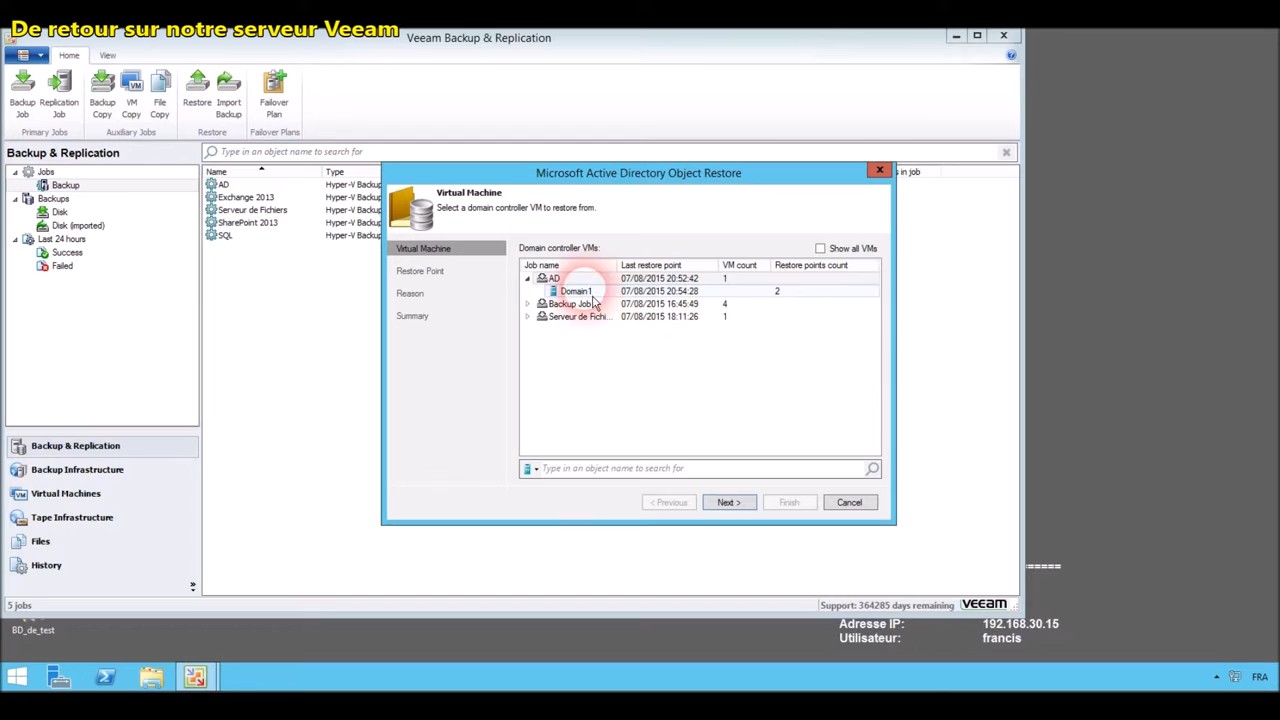 De retour sur notre serveur Veeam
Veeam Backup & Replication
Home View
Backup Job
Replication Job
Backup Copy
VM Copy
File Copy
Restore
Import Backup
Failover Plan
Primary Jobs
Auxiliary Jobs
Restore
Failover Plans
Backup & Replication
Type in an object name to search for
Jobs
Backup
Backups
Disk
Disk (imported)
Last 24 hours
Success
Failed
Name Type s in job
AD Hyper-V Backup
Exchange 2013 Hyper-V Backup
Serveur de Fichiers Hyper-V Backup
SharePoint 2013 Hyper-V Backup
SQL Hyper-V Backup
Microsoft Active Directory Object Restore
Virtual Machine
Select a domain controller VM to restore from.
Virtual Machine
Restore Point
Reason
Summary
Domain controller VMs: Show all VMs
Job name Last restore point VM count Restore points count
AD 07/08/2015 20:52:42 1
Domain1 07/08/2015 20:54:28 2
Backup Job 07/08/2015 16:45:49 4
Serveur de Fichi... 07/08/2015 18:11:26 1
Type in an object name to search for
< Previous Next > Finish Cancel
Backup & Replication
Backup Infrastructure
Virtual Machines
Tape Infrastructure
Files
History
»
5 jobs
Support: 364285 days remaining VEEAM
======
BD_de_test
Adresse IP: 192.168.30.15
Utilisateur: francis
FRA